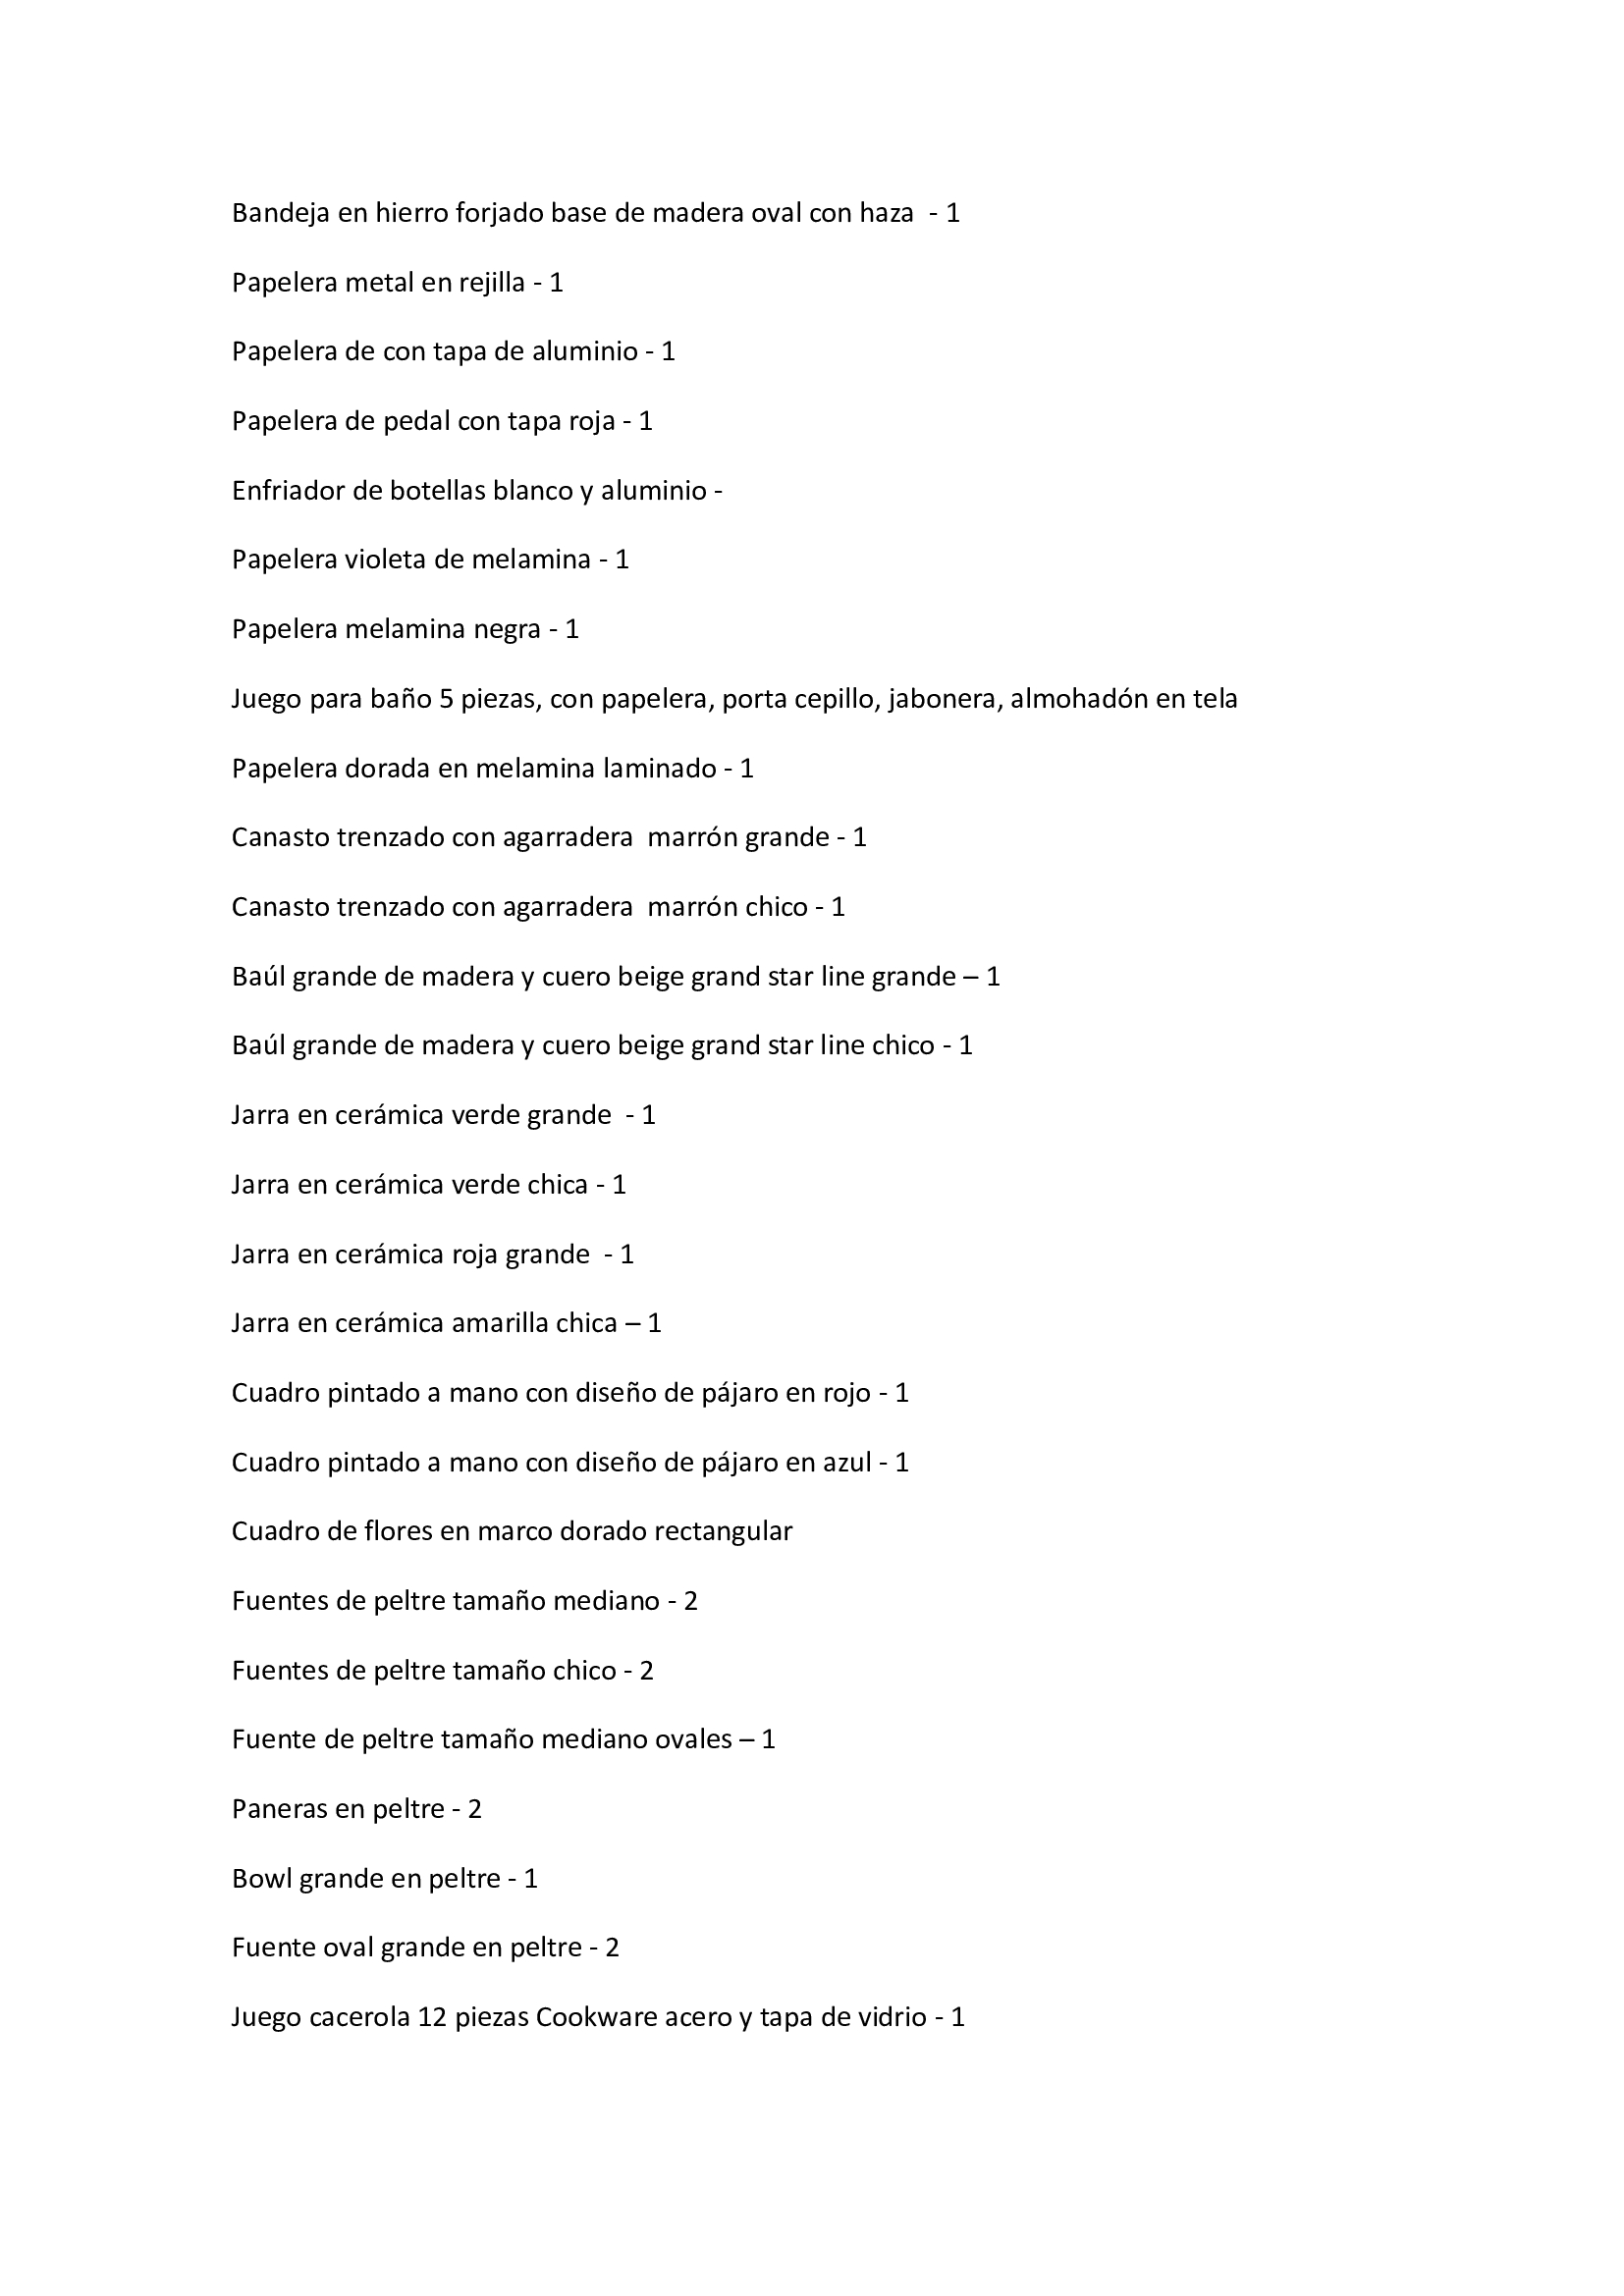 Bandeja en hierro forjado base de madera oval con haza  - 1
Papelera metal en rejilla - 1
Papelera de con tapa de aluminio - 1
Papelera de pedal con tapa roja - 1
Enfriador de botellas blanco y aluminio -
Papelera violeta de melamina - 1
Papelera melamina negra - 1
Juego para baño 5 piezas, con papelera, porta cepillo, jabonera, almohadón en tela
Papelera dorada en melamina laminado - 1
Canasto trenzado con agarradera  marrón grande - 1
Canasto trenzado con agarradera  marrón chico - 1
Baúl grande de madera y cuero beige grand star line grande – 1
Baúl grande de madera y cuero beige grand star line chico - 1
Jarra en cerámica verde grande  - 1
Jarra en cerámica verde chica - 1
Jarra en cerámica roja grande  - 1
Jarra en cerámica amarilla chica – 1
Cuadro pintado a mano con diseño de pájaro en rojo - 1
Cuadro pintado a mano con diseño de pájaro en azul - 1
Cuadro de flores en marco dorado rectangular
Fuentes de peltre tamaño mediano - 2
Fuentes de peltre tamaño chico - 2
Fuente de peltre tamaño mediano ovales – 1
Paneras en peltre - 2
Bowl grande en peltre - 1
Fuente oval grande en peltre - 2
Juego cacerola 12 piezas Cookware acero y tapa de vidrio - 1